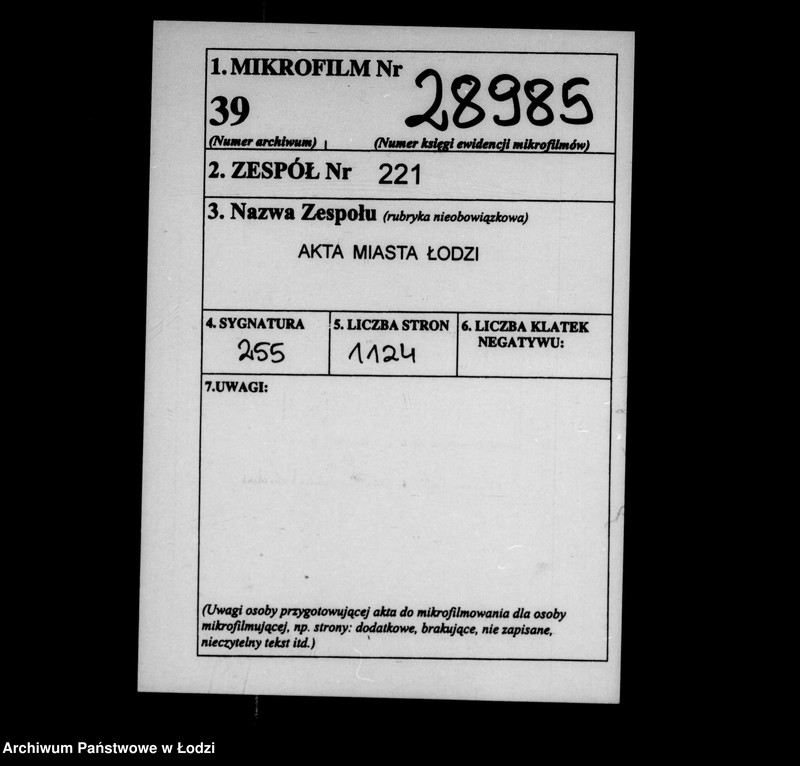 1. MIKROFILM Nr
39 28985
(Numer archiwum) (Numer księgi ewidencji mikrofilmów)
2. ZESPÓŁ Nr 221
3. Nazwa Zespołu (rubryka nieobowiązkowa)
AKTA MIASTA ŁODZI
4. SYGNATURA 5. LICZBA STRON 6. LICZBA KLATEK
NEGATYWU:
255 1124
7.UWAGI:
(Uwagi osoby przygotowującej akta do mikrofilmowania dla osoby
mikrofilmującej, np. strony: dodatkowe, brakujące, nie zapisane,
nieczytelny tekst itd.)
Archiwum Państwowe w Łodzi